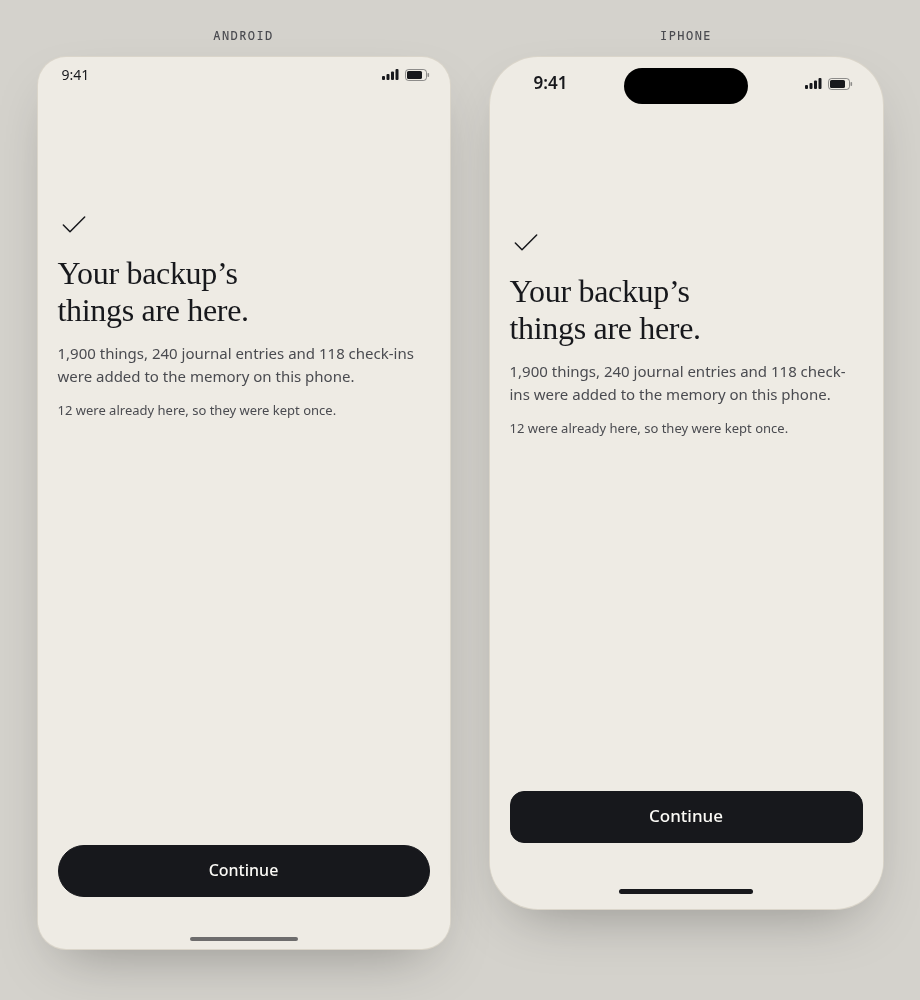 ANDROID
9:41
Your backup’s
things are here.
1,900 things, 240 journal entries and 118 check-ins
were added to the memory on this phone.
12 were already here, so they were kept once.
Continue
IPHONE
9:41
Your backup’s
things are here.
1,900 things, 240 journal entries and 118 check-
ins were added to the memory on this phone.
12 were already here, so they were kept once.
Continue